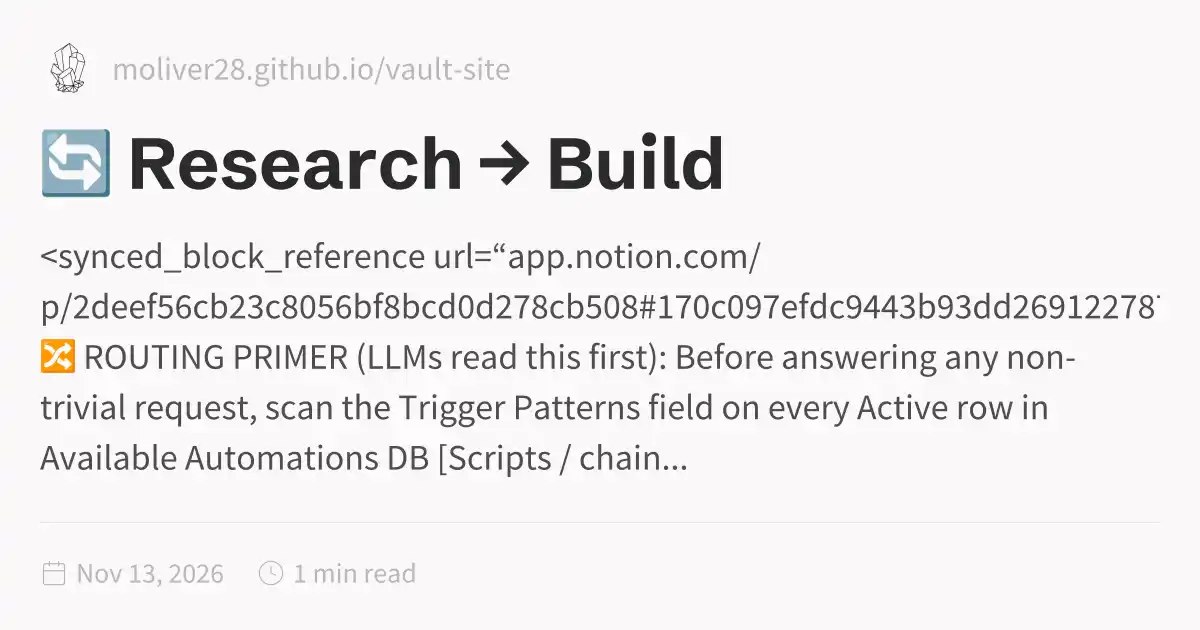 moliver28.github.io/vault-site
🔄 Research → Build
<synced_block_reference url=“app.notion.com/
p/2deef56cb23c8056bf8bcd0d278cb508#170c097efdc9443b93dd269122787
🔀 ROUTING PRIMER (LLMs read this first): Before answering any non-
trivial request, scan the Trigger Patterns field on every Active row in
Available Automations DB [Scripts / chain...
Nov 13, 2026 1 min read